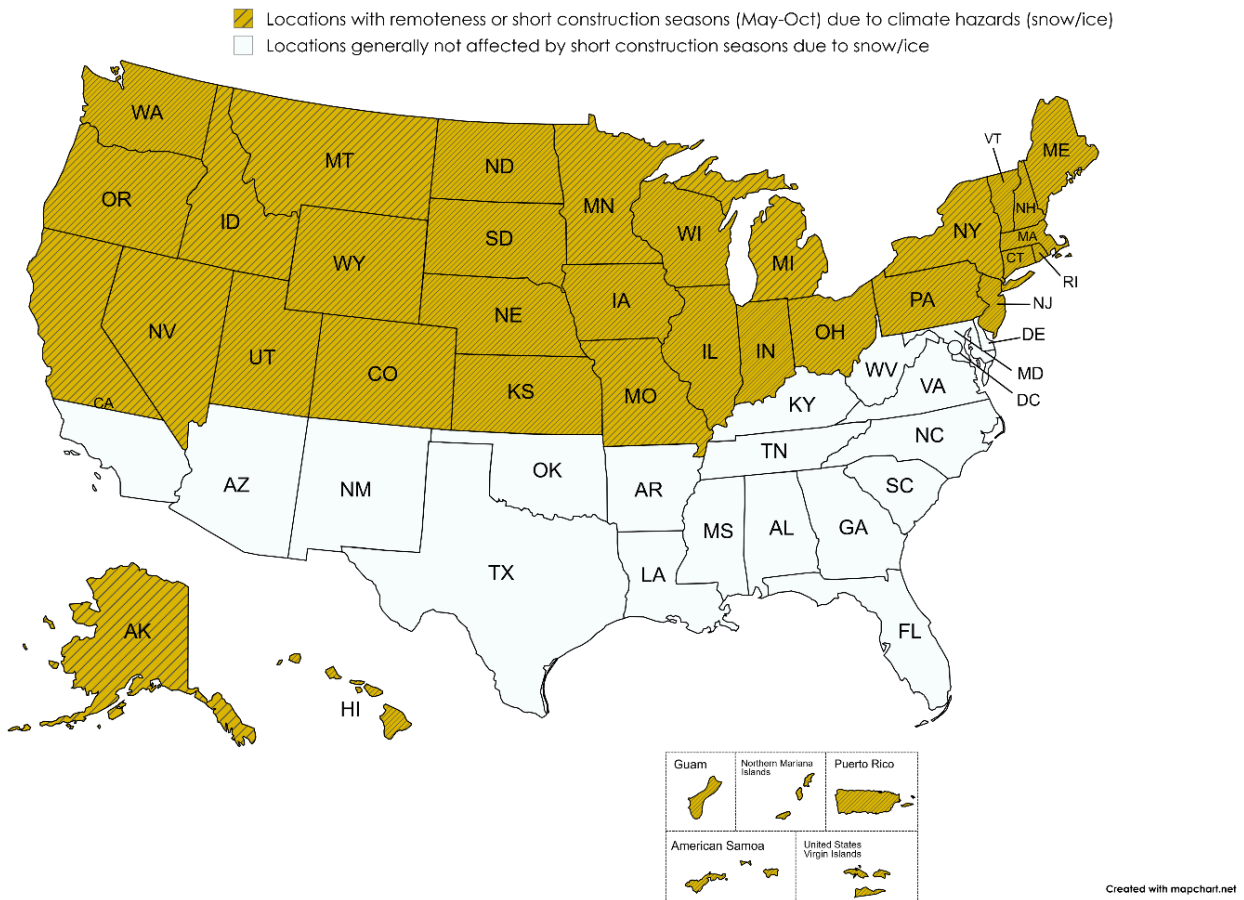 Locations with remoteness or short construction seasons (May-Oct) due to climate hazards (snow/ice)
Locations generally not affected by short construction seasons due to snow/ice
WA
MT
ND
MN
VT
ME
OR
ID
SD
WI
NY
NH
WY
MI
MA
CT
RI
IA
PA
NJ
NE
NV
UT
OH
DE
IL
IN
CO
WV
MD
KS
MO
VA
DC
CA
KY
NC
TN
OK
AZ
NM
AR
SC
MS
AL
GA
TX
LA
AK
FL
HI
Guam
Northern Mariana
Islands
Puerto Rico
American Samoa
United States
Virgin Islands
Created with mapchart.net